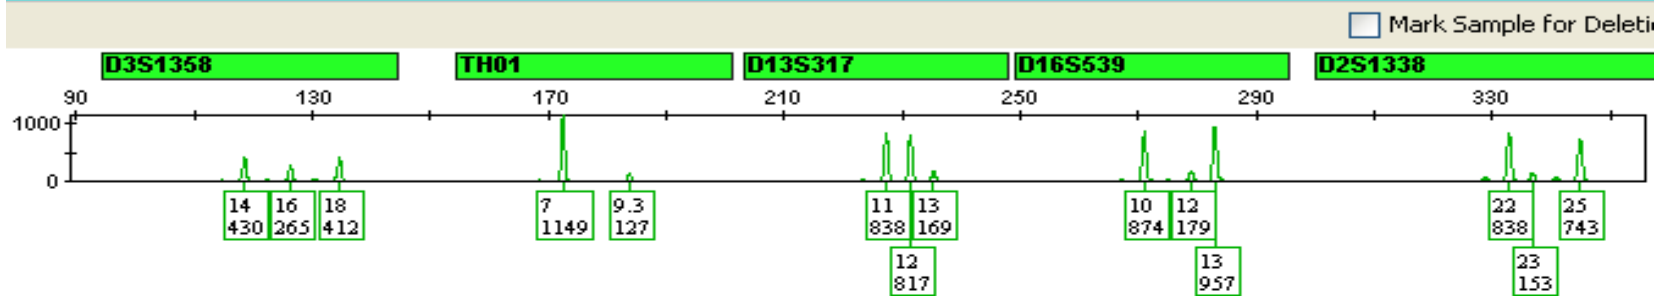 Mark Sample for Deleti
D3S1358 TH01 D13S317 D16S539 D2S1338
90 130 170 210 250 290 330
1000
0
14 16 18 7 9.3 11 13 10 12 22 25
430 265 412 1149 127 838 169 874 179 838 743
12 13 23
817 957 153